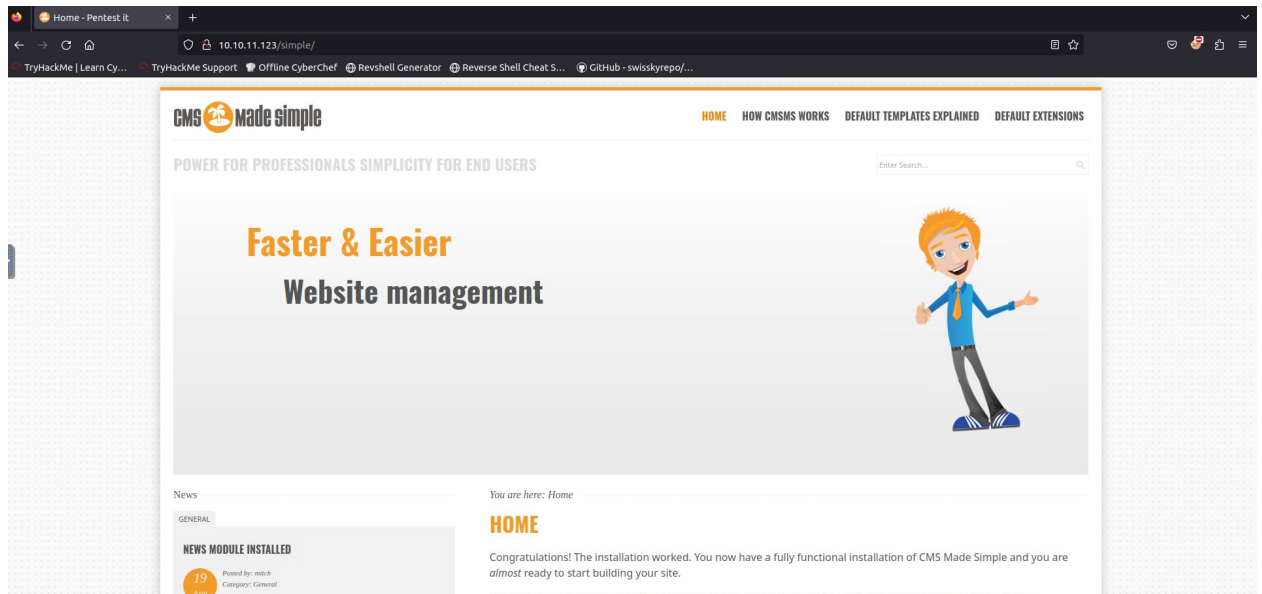 Home - Pentest it
10.10.11.123/simple/
TryHackMe | Learn Cy... TryHackMe Support Offline CyberChef Revshell Generator Reverse Shell Cheat S... GitHub - swisskyrepo/...
CMS Made Simple
HOME HOW CMSMS WORKS DEFAULT TEMPLATES EXPLAINED DEFAULT EXTENSIONS
POWER FOR PROFESSIONALS SIMPLICITY FOR END USERS
Enter Search...
Faster & Easier
Website management
News
GENERAL
NEWS MODULE INSTALLED
19
Posted by: mitch
Category: General
You are here: Home
HOME
Congratulations! The installation worked. You now have a fully functional installation of CMS Made Simple and you are
almost ready to start building your site.